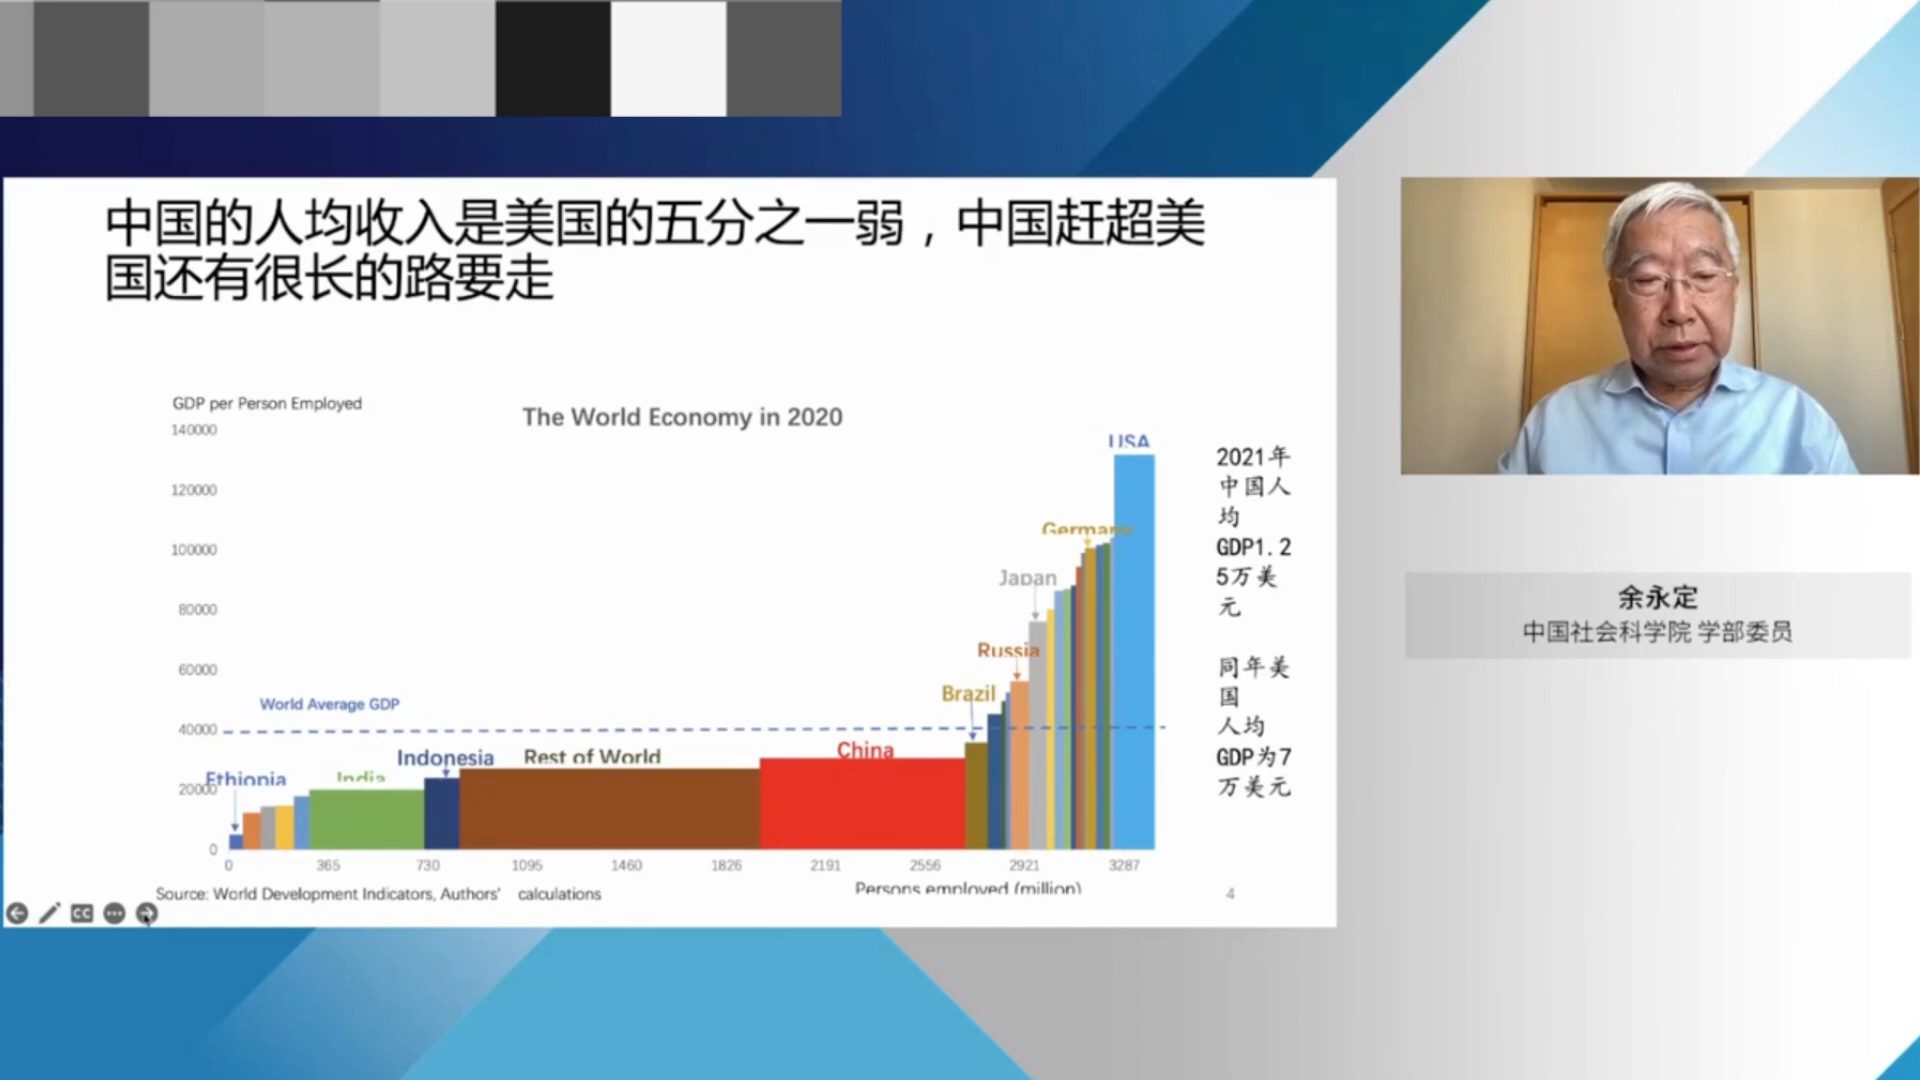 中国的人均收入是美国的五分之一弱，中国赶超美
国还有很长的路要走
GDP per Person Employed
The World Economy in 2020
140000
120000
100000
80000
60000
40000
20000
0
World Average GDP
Ethiopia
India
Indonesia
Rest of World
China
Brazil
Russia
Japan
Germany
USA
0 365 730 1095 1460 1826 2191 2556 2921 3287
Persons employed (million)
Source: World Development Indicators, Authors' calculations
4
2021年
中国人
均
GDP1.2
5万美
元
同年美
国
人均
GDP为7
万美元
CC
余永定
中国社会科学院 学部委员